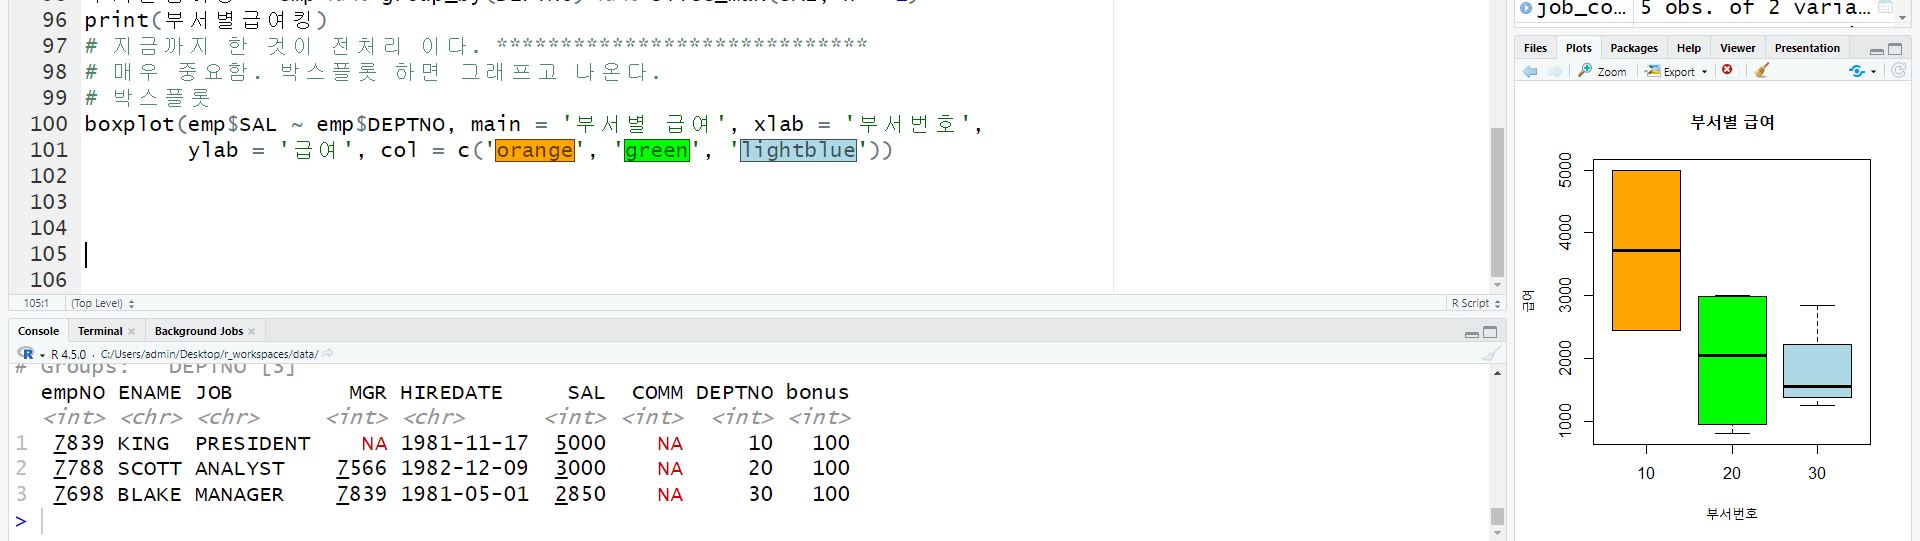 96 print(부서별급여킹)
97 # 지금까지 한 것이 전처리 이다. *****************************
98 # 매우 중요함. 박스플롯 하면 그래프고 나온다.
99 # 박스플롯
100 boxplot(emp$SAL ~ emp$DEPTNO, main = '부서별 급여', xlab = '부서번호',
101 ylab = '급여', col = c('orange', 'green', 'lightblue'))
102
103
104
105
106
105:1 (Top Level) R Script
Console Terminal Background Jobs
R 4.5.0 · C:/Users/admin/Desktop/r_workspaces/data/
# Groups: DEPTNO [3]
empNO ENAME JOB MGR HIREDATE SAL COMM DEPTNO bonus
<int> <chr> <chr> <int> <chr> <int> <int> <int> <int>
1 7839 KING PRESIDENT NA 1981-11-17 5000 NA 10 100
2 7788 SCOTT ANALYST 7566 1982-12-09 3000 NA 20 100
3 7698 BLAKE MANAGER 7839 1981-05-01 2850 NA 30 100
>
job_co… 5 obs. of 2 varia…
Files Plots Packages Help Viewer Presentation
Zoom Export
부서별 급여
5000
4000
3000
2000
1000
급여
10 20 30
부서번호